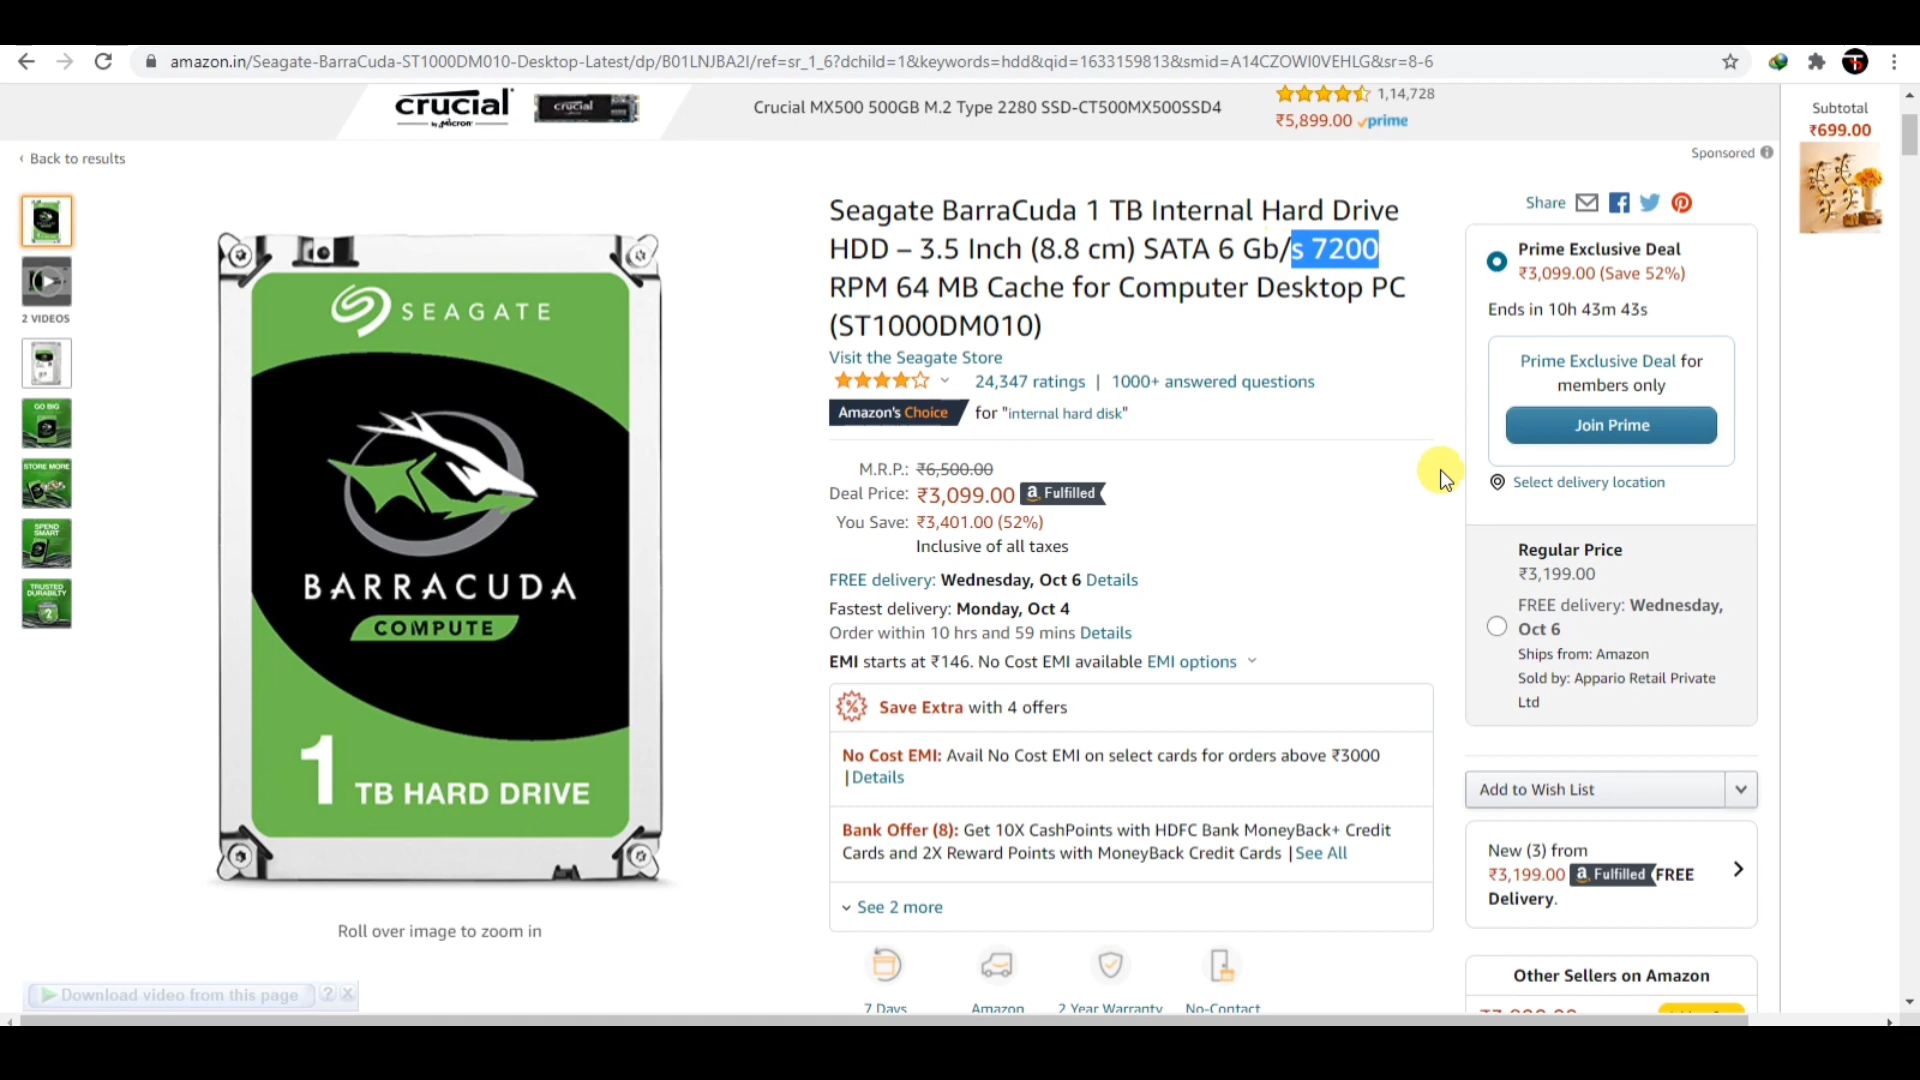 amazon.in/Seagate-BarraCuda-ST1000DM010-Desktop-Latest/dp/B01LNJBA2I/ref=sr_1_6?dchild=1&keywords=hdd&qid=1633159813&smid=A14CZOWI0VEHLG&sr=8-6
crucial
by Micron
crucial
Crucial MX500 500GB M.2 Type 2280 SSD-CT500MX500SSD4
1,14,728
₹5,899.00 prime
Subtotal
₹699.00
‹ Back to results
Sponsored
2 VIDEOS
GO BIG
STORE MORE
SPEND
SMART
TRUSTED
DURABILTY
2
SEAGATE
BARRACUDA
COMPUTE
1 TB HARD DRIVE
Roll over image to zoom in
Download video from this page ? X
Seagate BarraCuda 1 TB Internal Hard Drive
HDD – 3.5 Inch (8.8 cm) SATA 6 Gb/s 7200
RPM 64 MB Cache for Computer Desktop PC
(ST1000DM010)
Visit the Seagate Store
24,347 ratings | 1000+ answered questions
Amazon's Choice for "internal hard disk"
M.R.P.: ₹6,500.00
Deal Price: ₹3,099.00 a Fulfilled
You Save: ₹3,401.00 (52%)
Inclusive of all taxes
FREE delivery: Wednesday, Oct 6 Details
Fastest delivery: Monday, Oct 4
Order within 10 hrs and 59 mins Details
EMI starts at ₹146. No Cost EMI available EMI options
Save Extra with 4 offers
No Cost EMI: Avail No Cost EMI on select cards for orders above ₹3000
|Details
Bank Offer (8): Get 10X CashPoints with HDFC Bank MoneyBack+ Credit
Cards and 2X Reward Points with MoneyBack Credit Cards |See All
See 2 more
7 Days
Amazon
2 Year Warranty
No-Contact
Share
Prime Exclusive Deal
₹3,099.00 (Save 52%)
Ends in 10h 43m 43s
Prime Exclusive Deal for
members only
Join Prime
Select delivery location
Regular Price
₹3,199.00
FREE delivery: Wednesday,
Oct 6
Ships from: Amazon
Sold by: Appario Retail Private
Ltd
Add to Wish List
New (3) from
₹3,199.00 a Fulfilled FREE
Delivery.
Other Sellers on Amazon